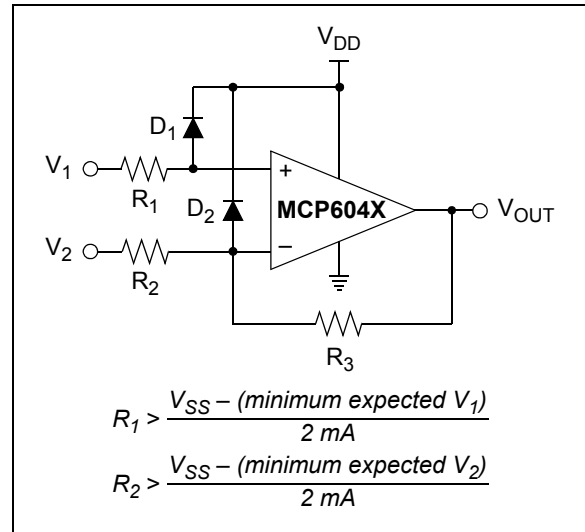 V_DD
D_1
V_1
R_1
+
MCP604X
V_OUT
D_2
V_2
R_2
−
R_3
R_1 > V_SS – (minimum expected V_1) / 2 mA
R_2 > V_SS – (minimum expected V_2) / 2 mA